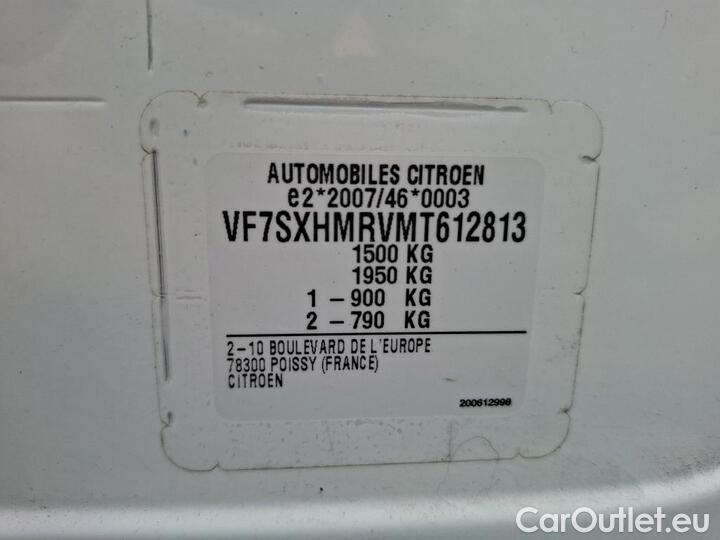 AUTOMOBILES CITROEN
e2*2007/46*0003
VF7SXHMRVMT612813
1500 KG
1950 KG
1 – 900 KG
2 – 790 KG
2–10 BOULEVARD DE L'EUROPE
78300 POISSY (FRANCE)
CITROEN
200612998
CarOutlet.eu